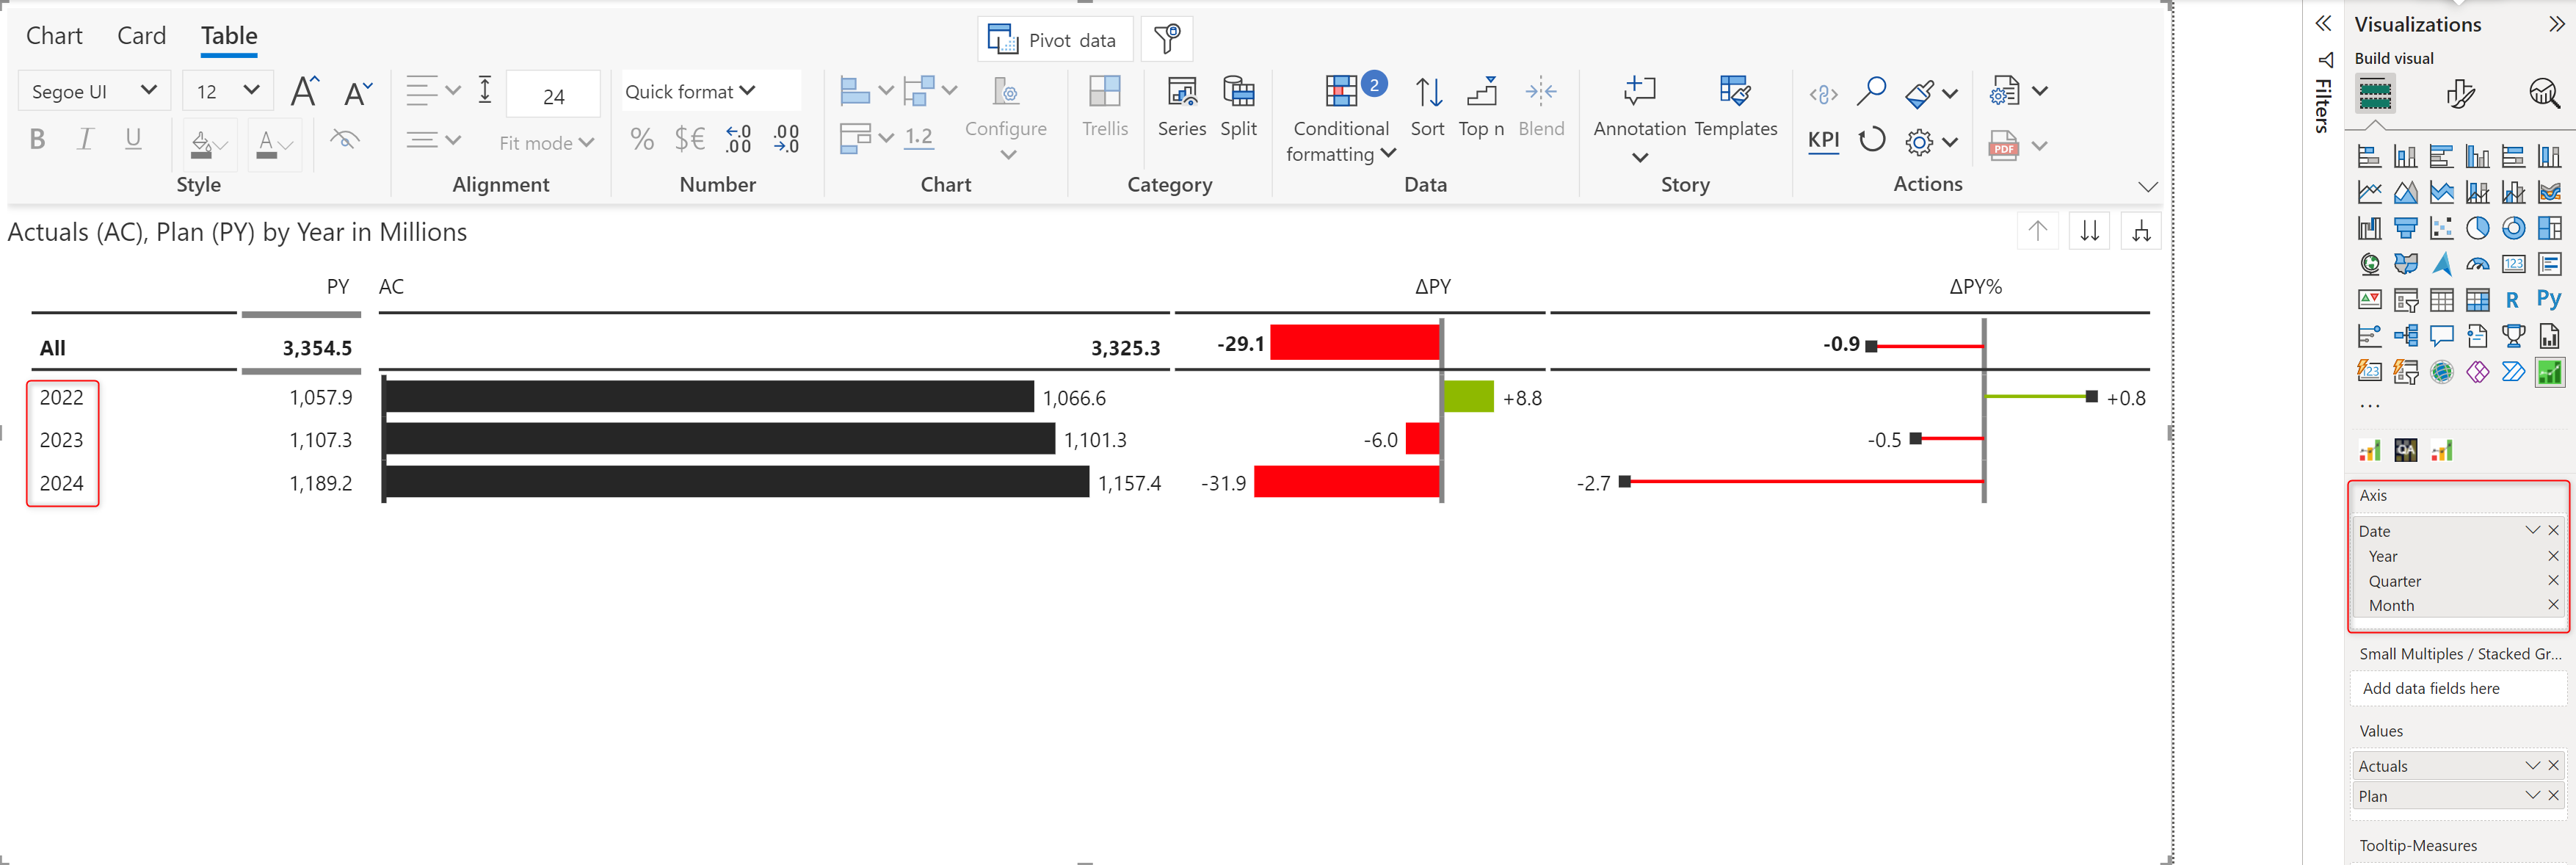 Chart Card Table
Pivot data
Segoe UI 12 A A
24
Quick format
B I U A
Fit mode
% $€ .0 .00 .00 .0
1.2
Configure
Trellis
Series Split
2
Conditional formatting
Sort Top n Blend
Annotation Templates
KPI
PDF
Style Alignment Number Chart Category Data Story Actions
Actuals (AC), Plan (PY) by Year in Millions
PY AC ΔPY ΔPY%
All 3,354.5 3,325.3 -29.1 -0.9
2022 1,057.9 1,066.6 +8.8 +0.8
2023 1,107.3 1,101.3 -6.0 -0.5
2024 1,189.2 1,157.4 -31.9 -2.7
Filters
Visualizations
Build visual
123
R Py
123
...
QA
Axis
Date
Year
Quarter
Month
Small Multiples / Stacked Gr...
Add data fields here
Values
Actuals
Plan
Tooltip-Measures